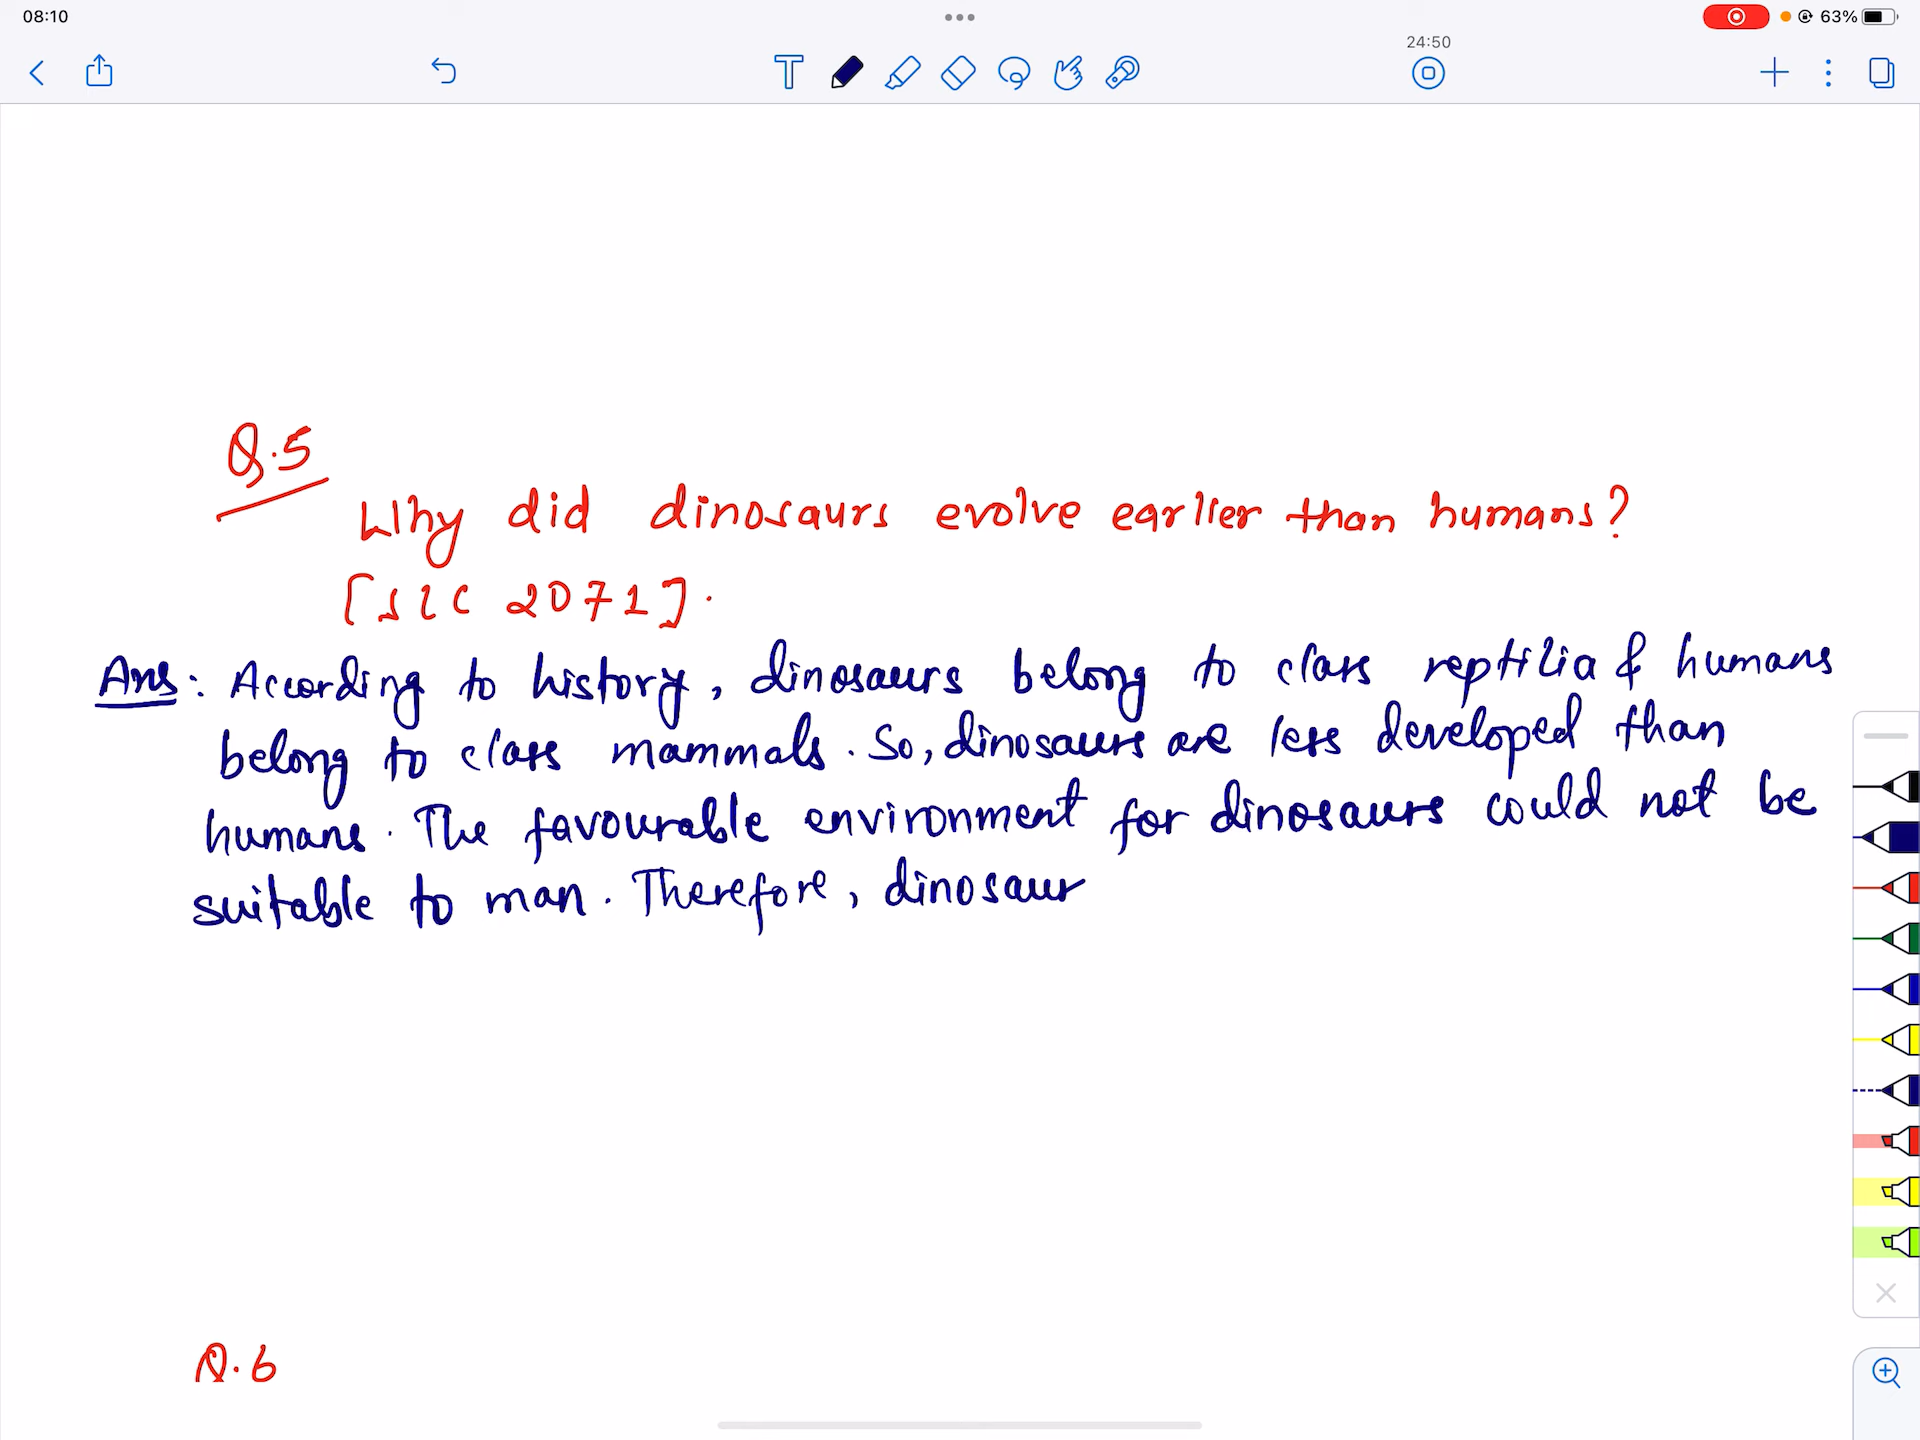 08:10
63%
24:50
Q.5
Why did dinosaurs evolve earlier than humans?
[SLC 2071].
Ans: According to history, dinosaurs belong to class reptilia & humans
belong to class mammals. So, dinosaurs are less developed than
humans. The favourable environment for dinosaurs could not be
suitable to man. Therefore, dinosaur
Q.6